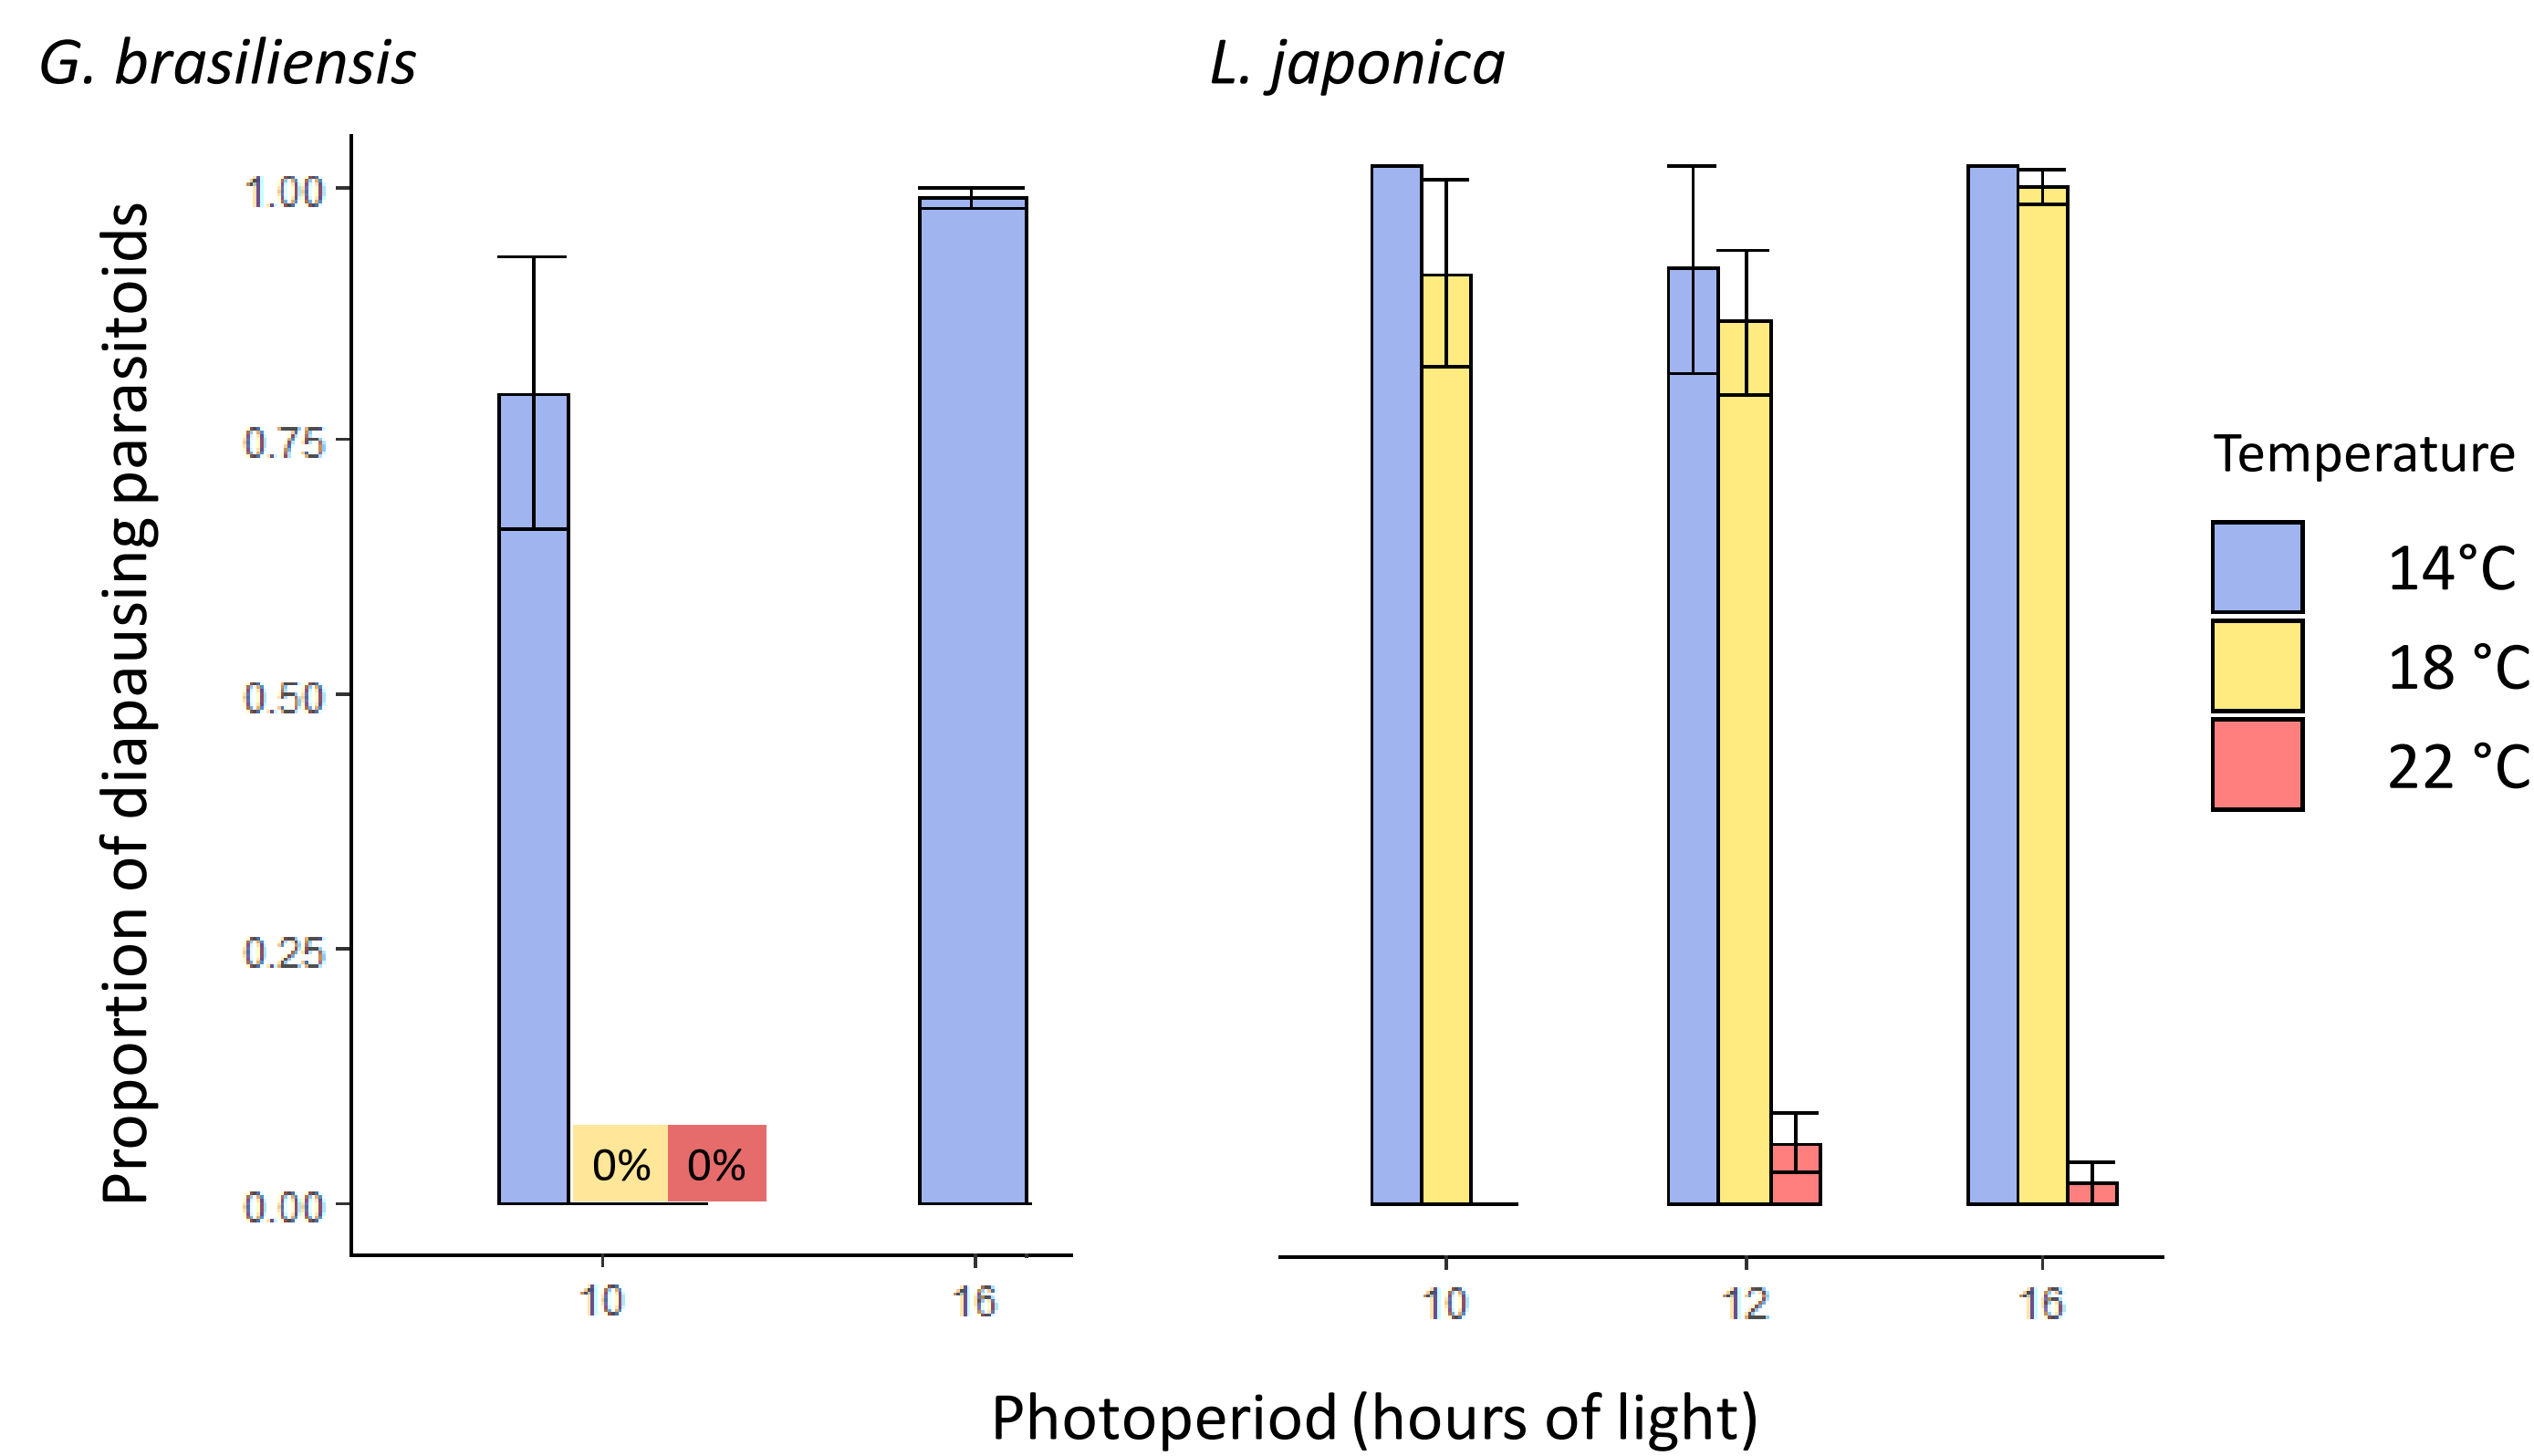 G. brasiliensis
L. japonica
Proportion of diapausing parasitoids
1.00
0.75
0.50
0.25
0.00
0% 0%
10 16
10 12 16
Photoperiod (hours of light)
Temperature
14°C
18 °C
22 °C